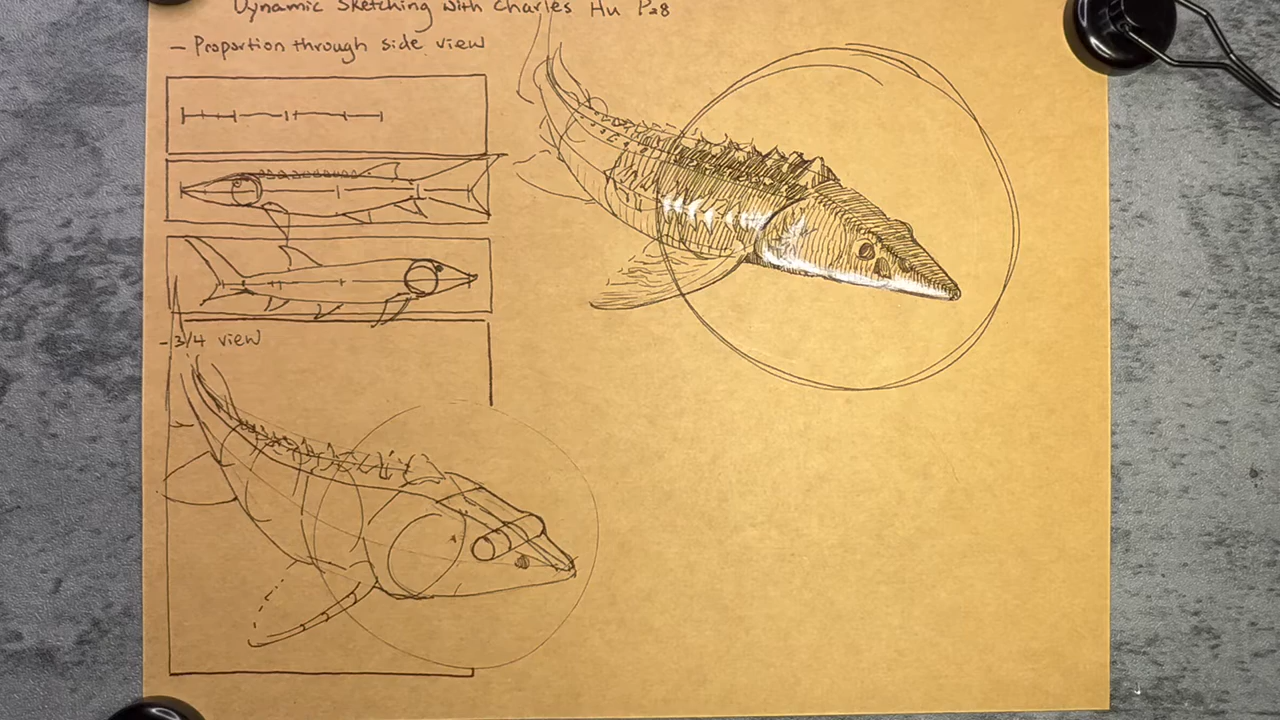 Dynamic Sketching with Charles Hu P28
- Proportion through side view
- 3/4 view